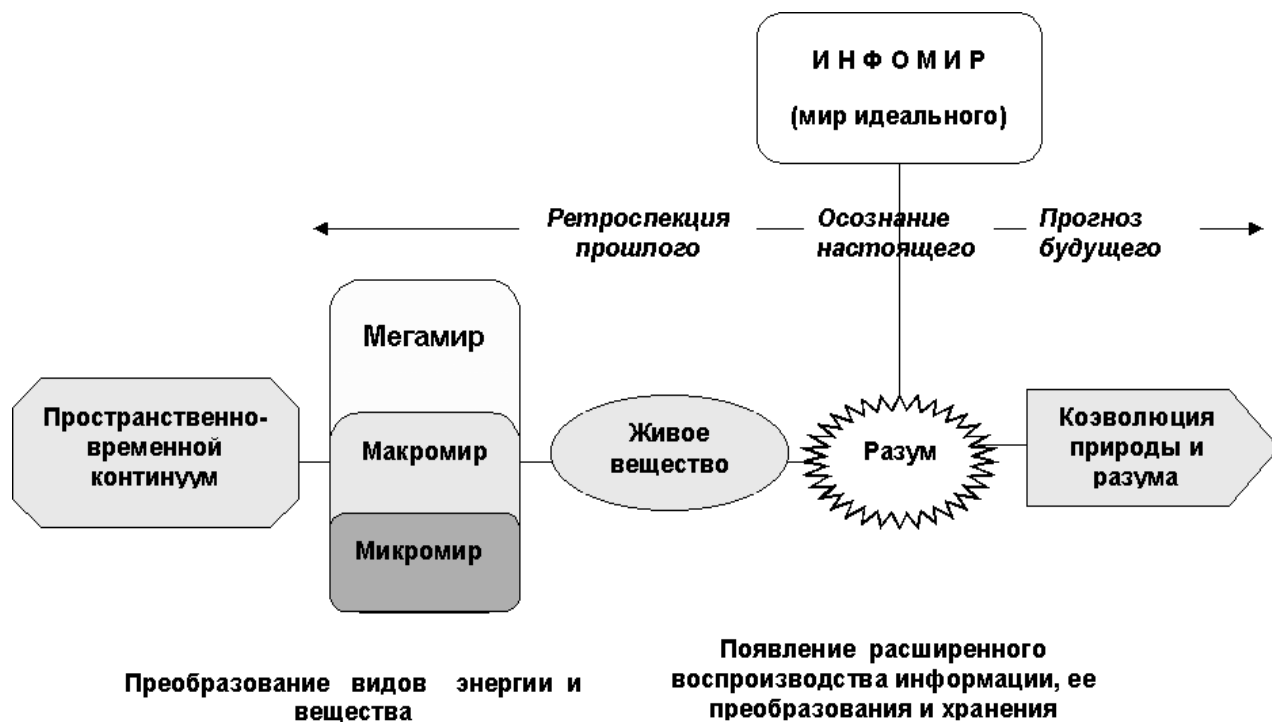 И Н Ф О М И Р
(мир идеального)
Ретроспекция
прошлого
Осознание
настоящего
Прогноз
будущего
Мегамир
Макромир
Микромир
Пространственно-
временной
континуум
Живое
вещество
Разум
Коэволюция
природы и
разума
Преобразование видов энергии и
вещества
Появление расширенного
воспроизводства информации, ее
преобразования и хранения